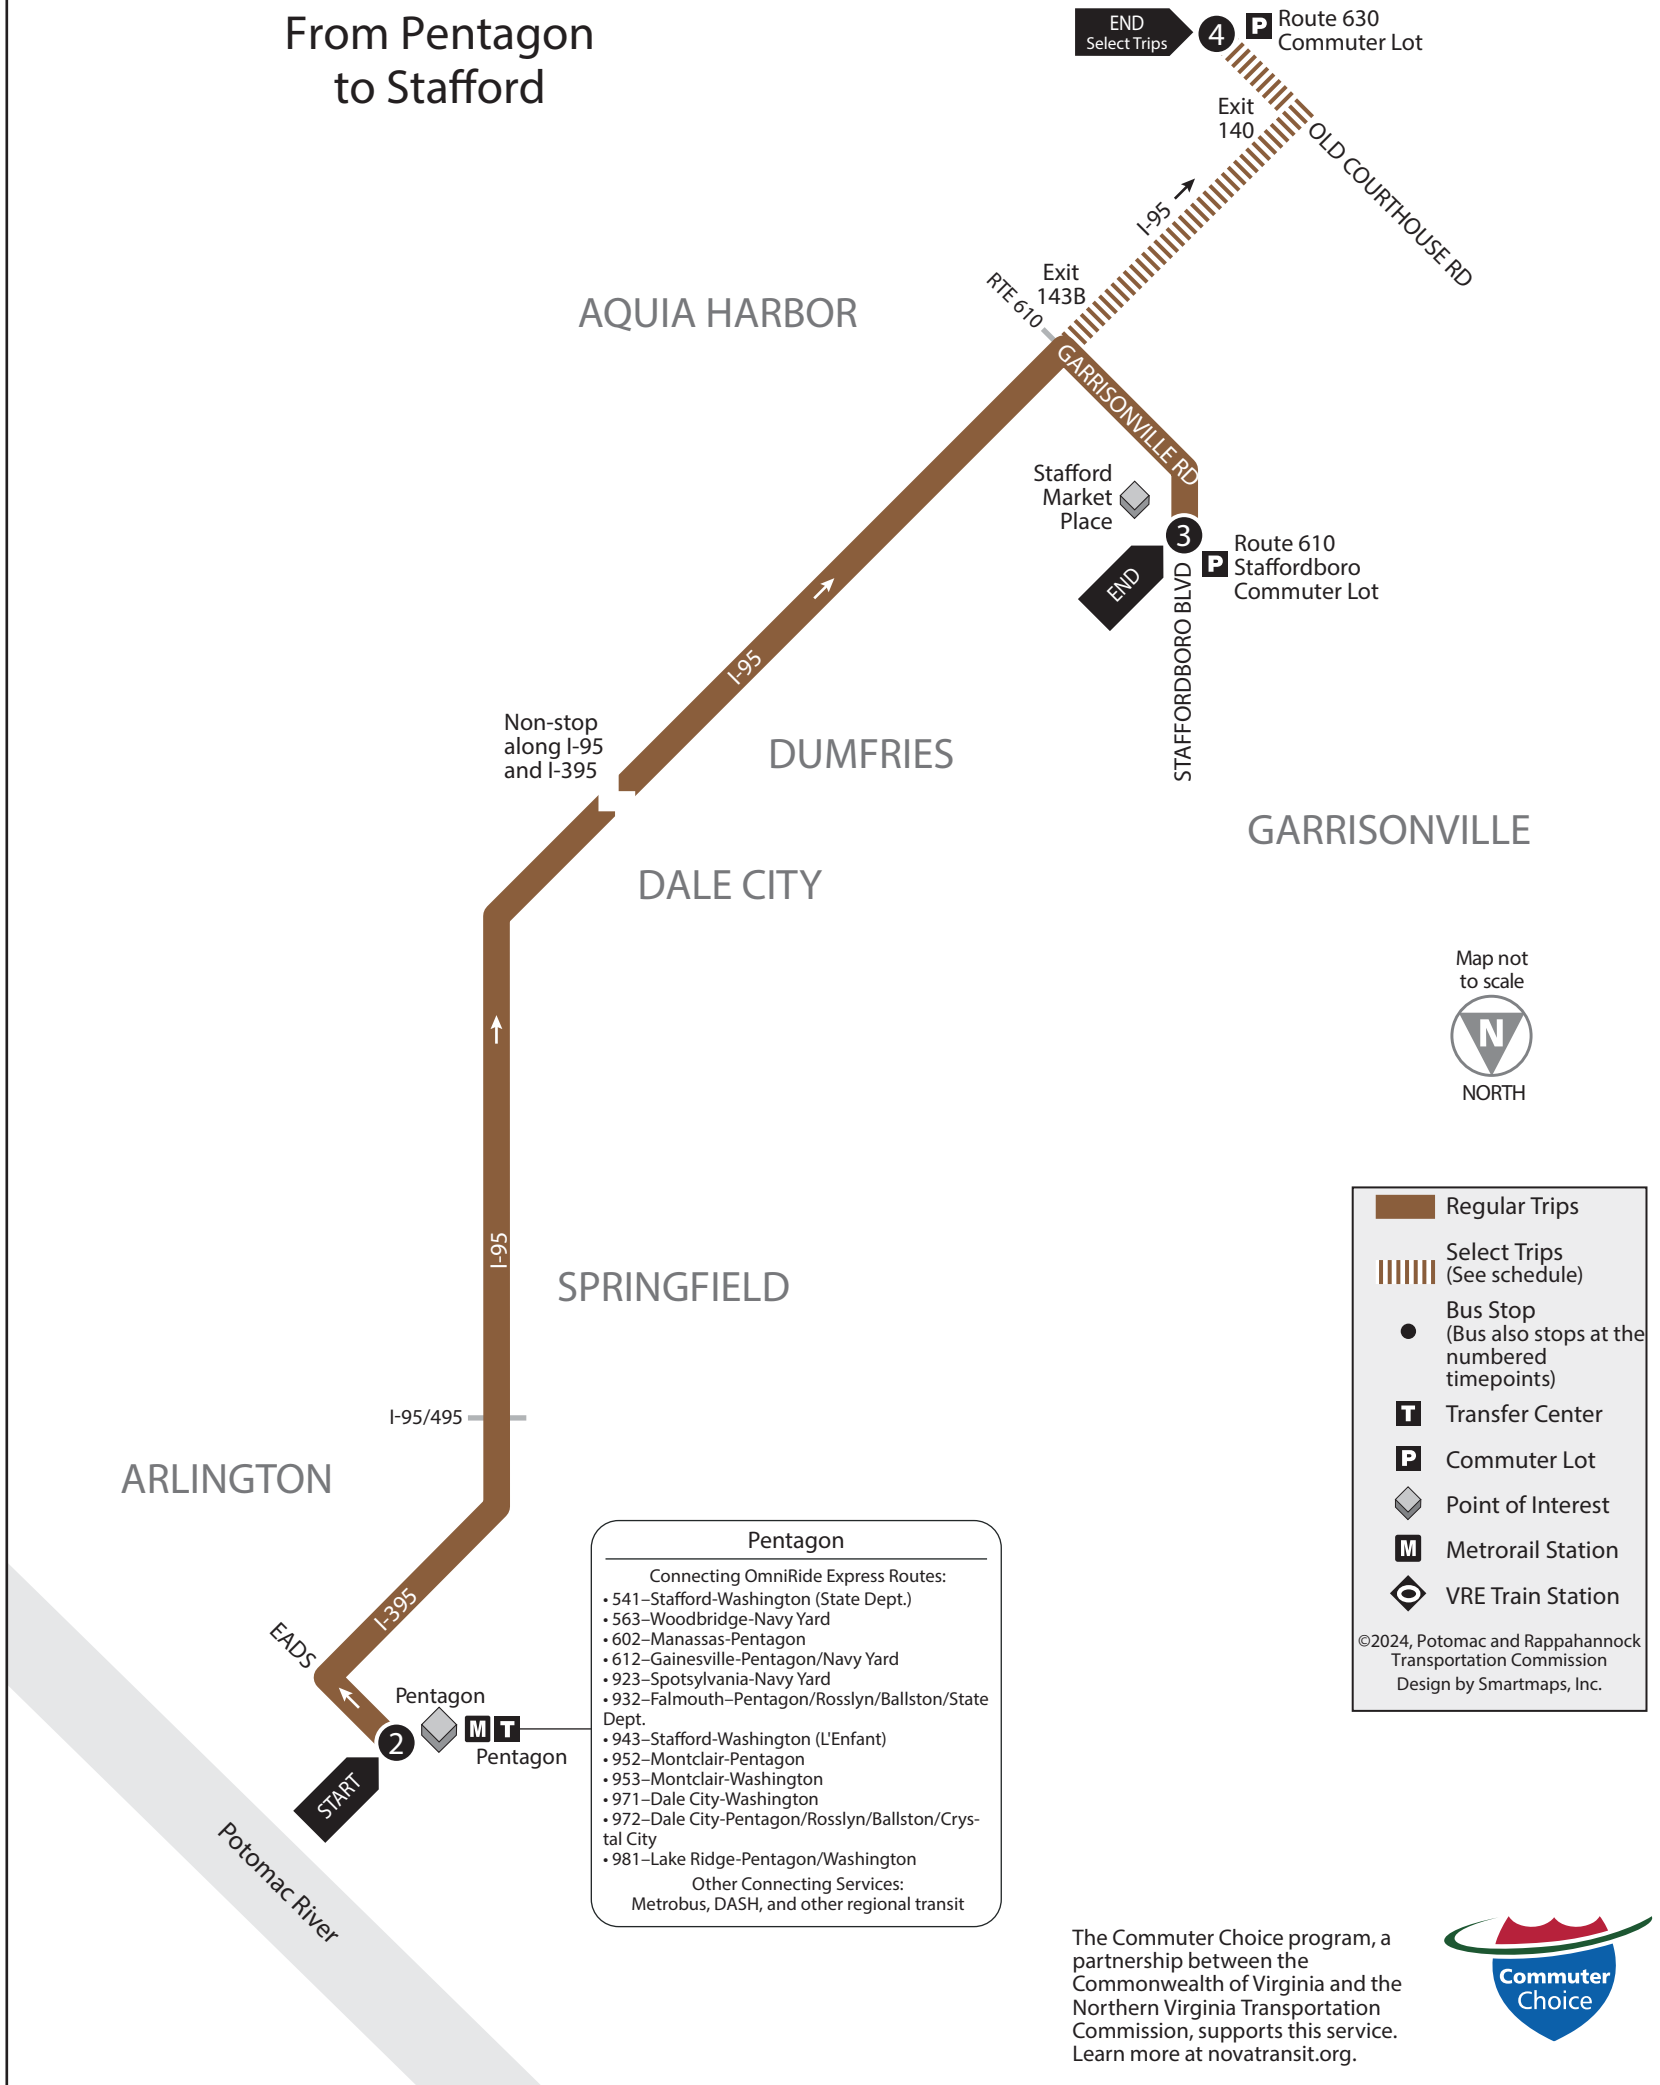 From Pentagon
to Stafford
END
Select Trips
4
P
Route 630
Commuter Lot
Exit
140
OLD COURTHOUSE RD
I-95
Exit
143B
RTE 610
AQUIA HARBOR
GARRISONVILLE RD
Stafford
Market
Place
3
P
Route 610
Staffordboro
Commuter Lot
END
STAFFORDBORO BLVD
I-95
Non-stop
along I-95
and I-395
DUMFRIES
GARRISONVILLE
DALE CITY
Map not
to scale
N
NORTH
I-95
SPRINGFIELD
I-95/495
ARLINGTON
I-395
EADS
Pentagon
2
M T
Pentagon
START
Potomac River
Pentagon
Connecting OmniRide Express Routes:
• 541–Stafford-Washington (State Dept.)
• 563–Woodbridge-Navy Yard
• 602–Manassas-Pentagon
• 612–Gainesville-Pentagon/Navy Yard
• 923–Spotsylvania-Navy Yard
• 932–Falmouth–Pentagon/Rosslyn/Ballston/State
Dept.
• 943–Stafford-Washington (L'Enfant)
• 952–Montclair-Pentagon
• 953–Montclair-Washington
• 971–Dale City-Washington
• 972–Dale City-Pentagon/Rosslyn/Ballston/Crys-
tal City
• 981–Lake Ridge-Pentagon/Washington
Other Connecting Services:
Metrobus, DASH, and other regional transit
Regular Trips
Select Trips
(See schedule)
Bus Stop
(Bus also stops at the
numbered
timepoints)
T Transfer Center
P Commuter Lot
Point of Interest
M Metrorail Station
VRE Train Station
©2024, Potomac and Rappahannock
Transportation Commission
Design by Smartmaps, Inc.
The Commuter Choice program, a
partnership between the
Commonwealth of Virginia and the
Northern Virginia Transportation
Commission, supports this service.
Learn more at novatransit.org.
Commuter
Choice